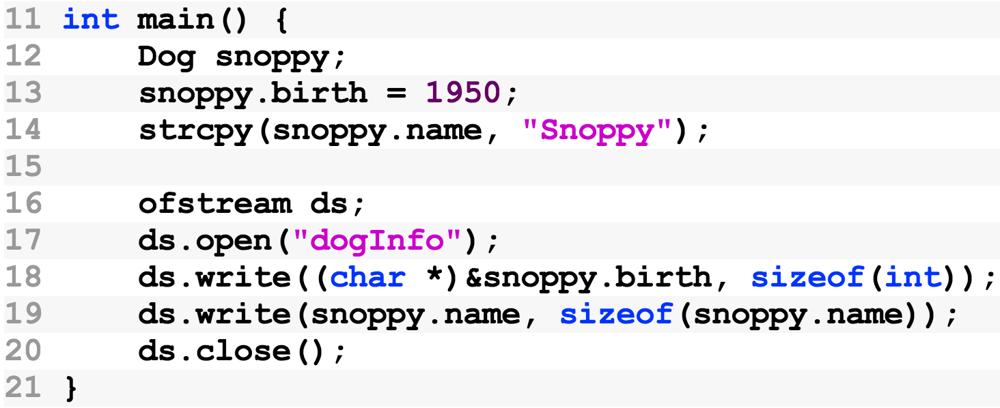 11 int main() {
12     Dog snoppy;
13     snoppy.birth = 1950;
14     strcpy(snoppy.name, "Snoppy");
15
16     ofstream ds;
17     ds.open("dogInfo");
18     ds.write((char *)&snoppy.birth, sizeof(int));
19     ds.write(snoppy.name, sizeof(snoppy.name));
20     ds.close();
21 }